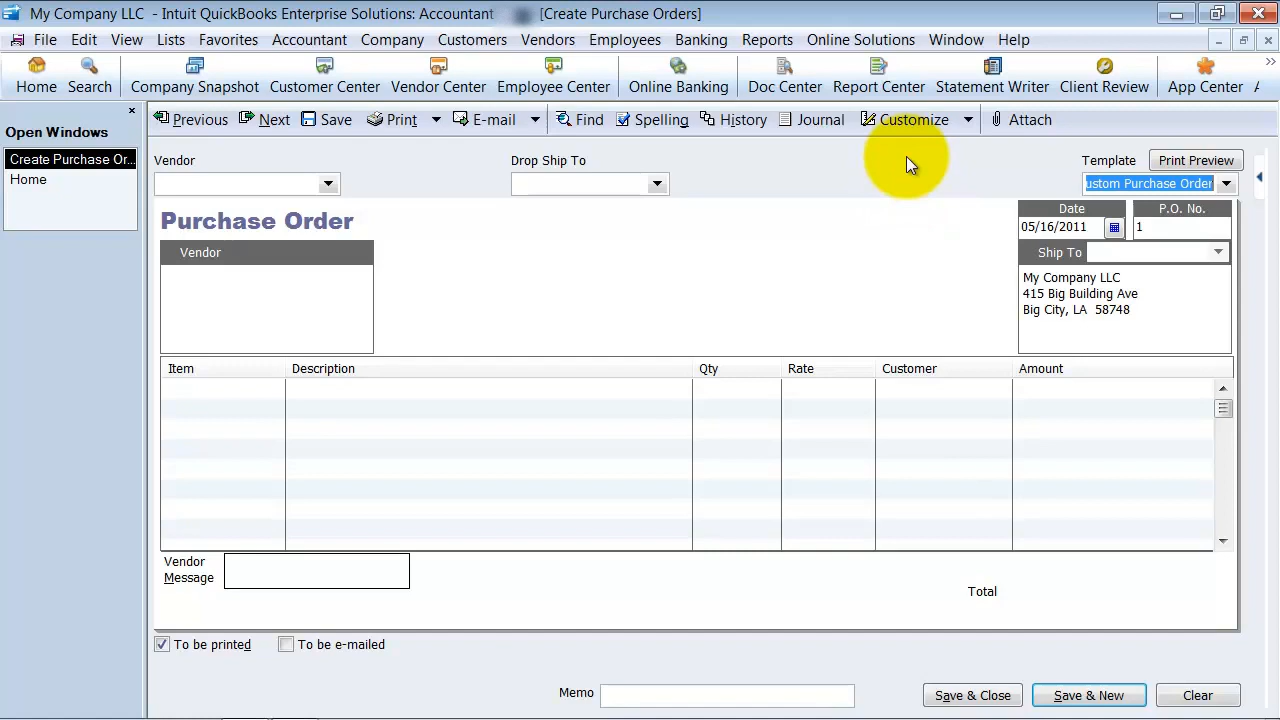 My Company LLC - Intuit QuickBooks Enterprise Solutions: Accountant [Create Purchase Orders]
File Edit View Lists Favorites Accountant Company Customers Vendors Employees Banking Reports Online Solutions Window Help
Home Search Company Snapshot Customer Center Vendor Center Employee Center Online Banking Doc Center Report Center Statement Writer Client Review App Center
Open Windows
Create Purchase Or...
Home
Previous Next Save Print E-mail Find Spelling History Journal Customize Attach
Vendor Drop Ship To Template Print Preview
ustom Purchase Order
Purchase Order
Date P.O. No.
05/16/2011 1
Vendor
Ship To
My Company LLC
415 Big Building Ave
Big City, LA 58748
Item Description Qty Rate Customer Amount
Vendor
Message
Total
To be printed To be e-mailed
Memo Save & Close Save & New Clear